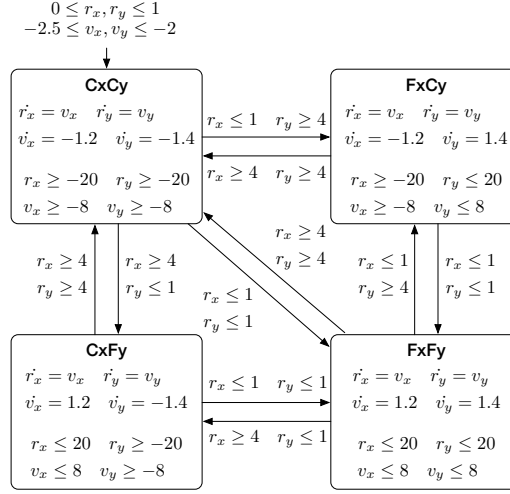 0 ≤ r_x, r_y ≤ 1
−2.5 ≤ v_x, v_y ≤ −2
CxCy
ṙ_x = v_x ṙ_y = v_y
v̇_x = −1.2 v̇_y = −1.4
r_x ≥ −20 r_y ≥ −20
v_x ≥ −8 v_y ≥ −8
r_x ≤ 1 r_y ≥ 4
r_x ≥ 4 r_y ≥ 4
FxCy
ṙ_x = v_x ṙ_y = v_y
v̇_x = −1.2 v̇_y = 1.4
r_x ≥ −20 r_y ≤ 20
v_x ≥ −8 v_y ≤ 8
r_x ≥ 4
r_y ≥ 4
r_x ≥ 4
r_y ≤ 1
r_x ≤ 1
r_y ≤ 1
r_x ≥ 4
r_y ≥ 4
r_x ≤ 1
r_y ≥ 4
r_x ≤ 1
r_y ≤ 1
CxFy
ṙ_x = v_x ṙ_y = v_y
v̇_x = 1.2 v̇_y = −1.4
r_x ≤ 20 r_y ≥ −20
v_x ≤ 8 v_y ≥ −8
r_x ≤ 1 r_y ≤ 1
r_x ≥ 4 r_y ≤ 1
FxFy
ṙ_x = v_x ṙ_y = v_y
v̇_x = 1.2 v̇_y = 1.4
r_x ≤ 20 r_y ≤ 20
v_x ≤ 8 v_y ≤ 8